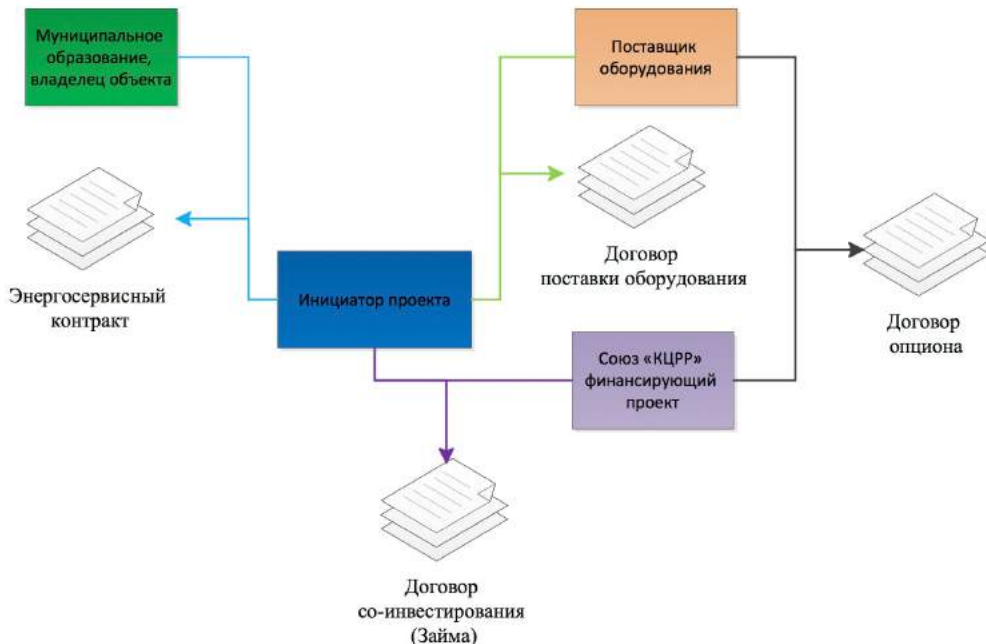 Муниципальное
образование,
владелец объекта
Поставщик
оборудования
Энергосервисный
контракт
Инициатор проекта
Договор
поставки оборудования
Договор
опциона
Союз «КЦРР»
финансирующий
проект
Договор
со-инвестирования
(Займа)